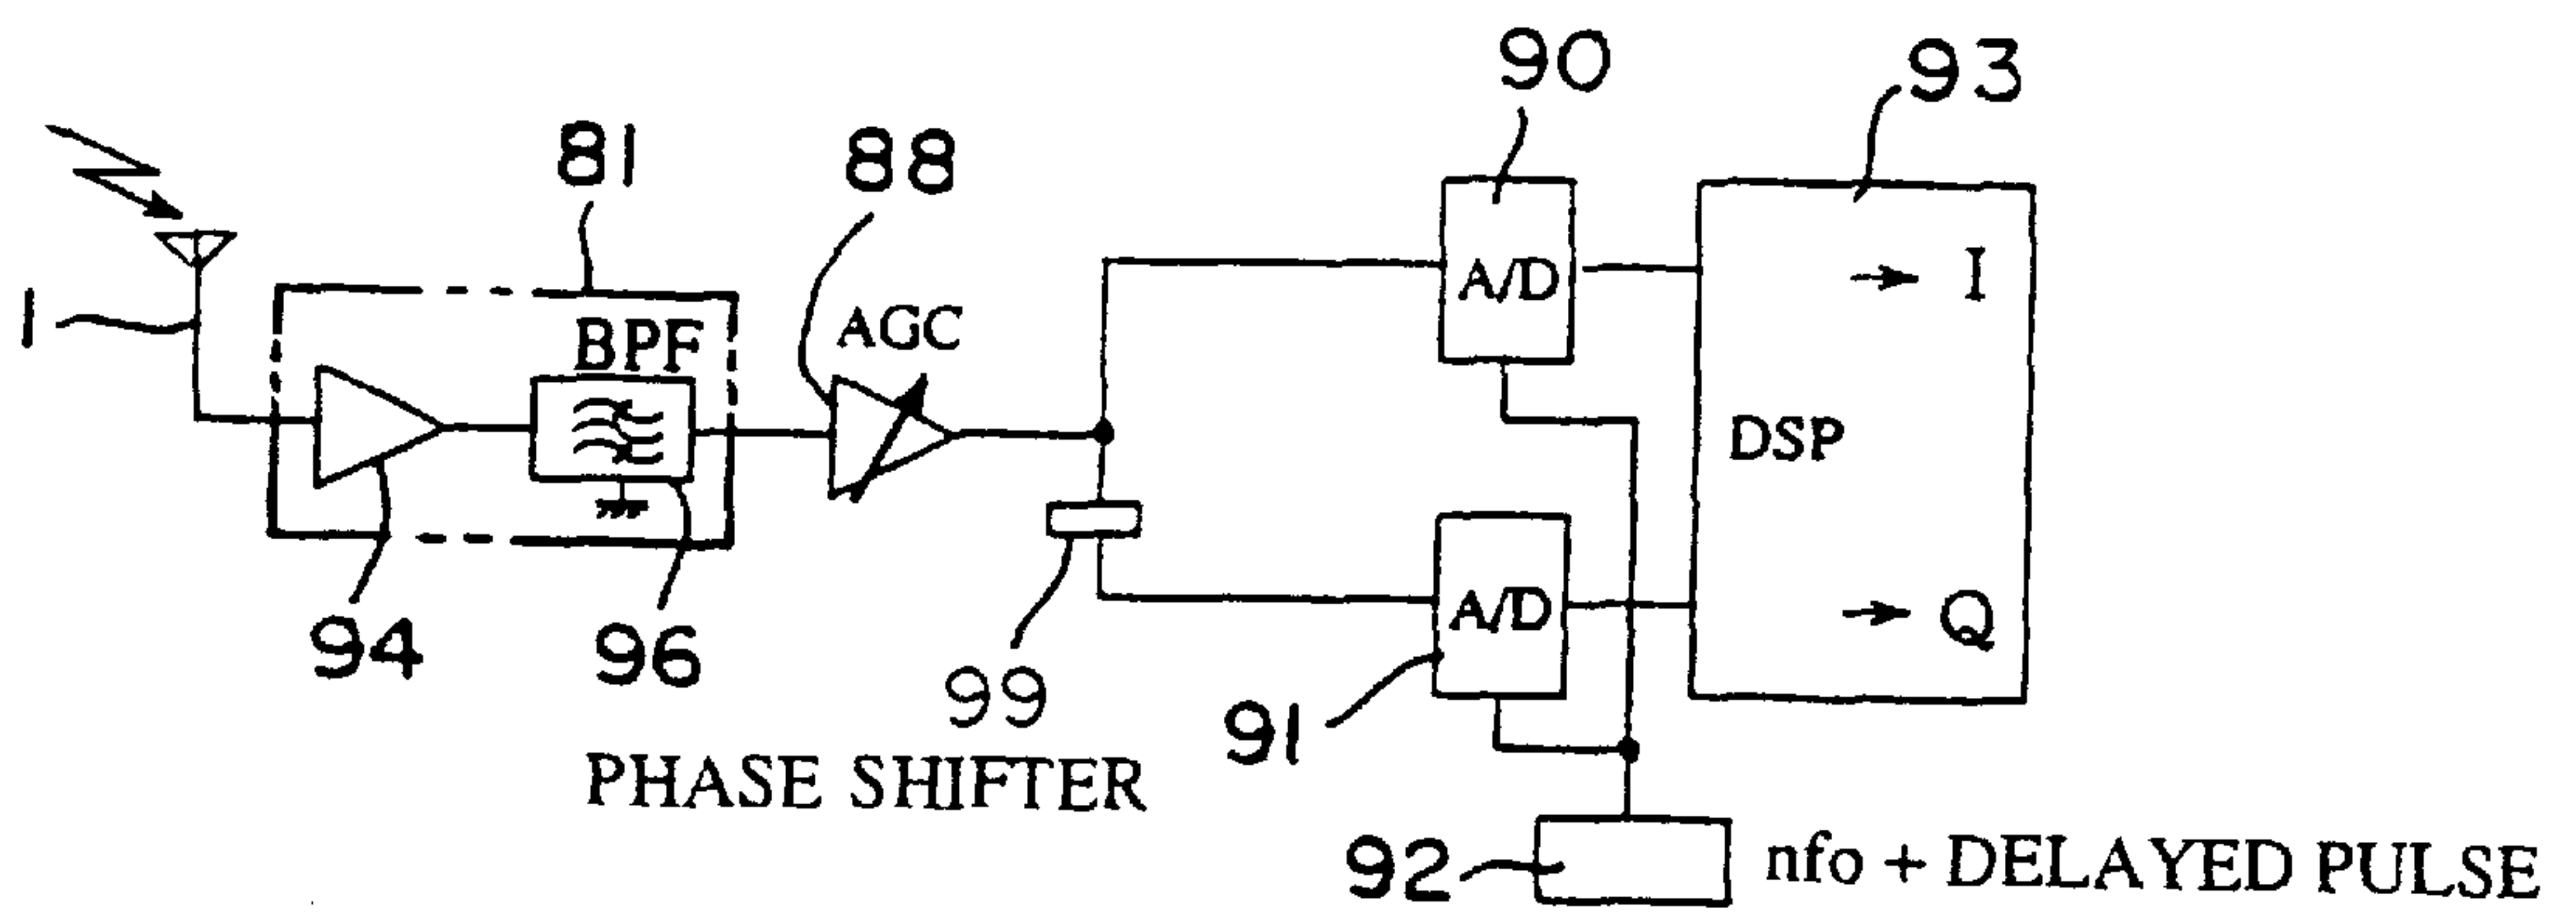 90
93
81
88
I
AGC
1
BPF
A/D
DSP
A/D
Q
94
96
99
91
PHASE SHIFTER
92
nfo + DELAYED PULSE